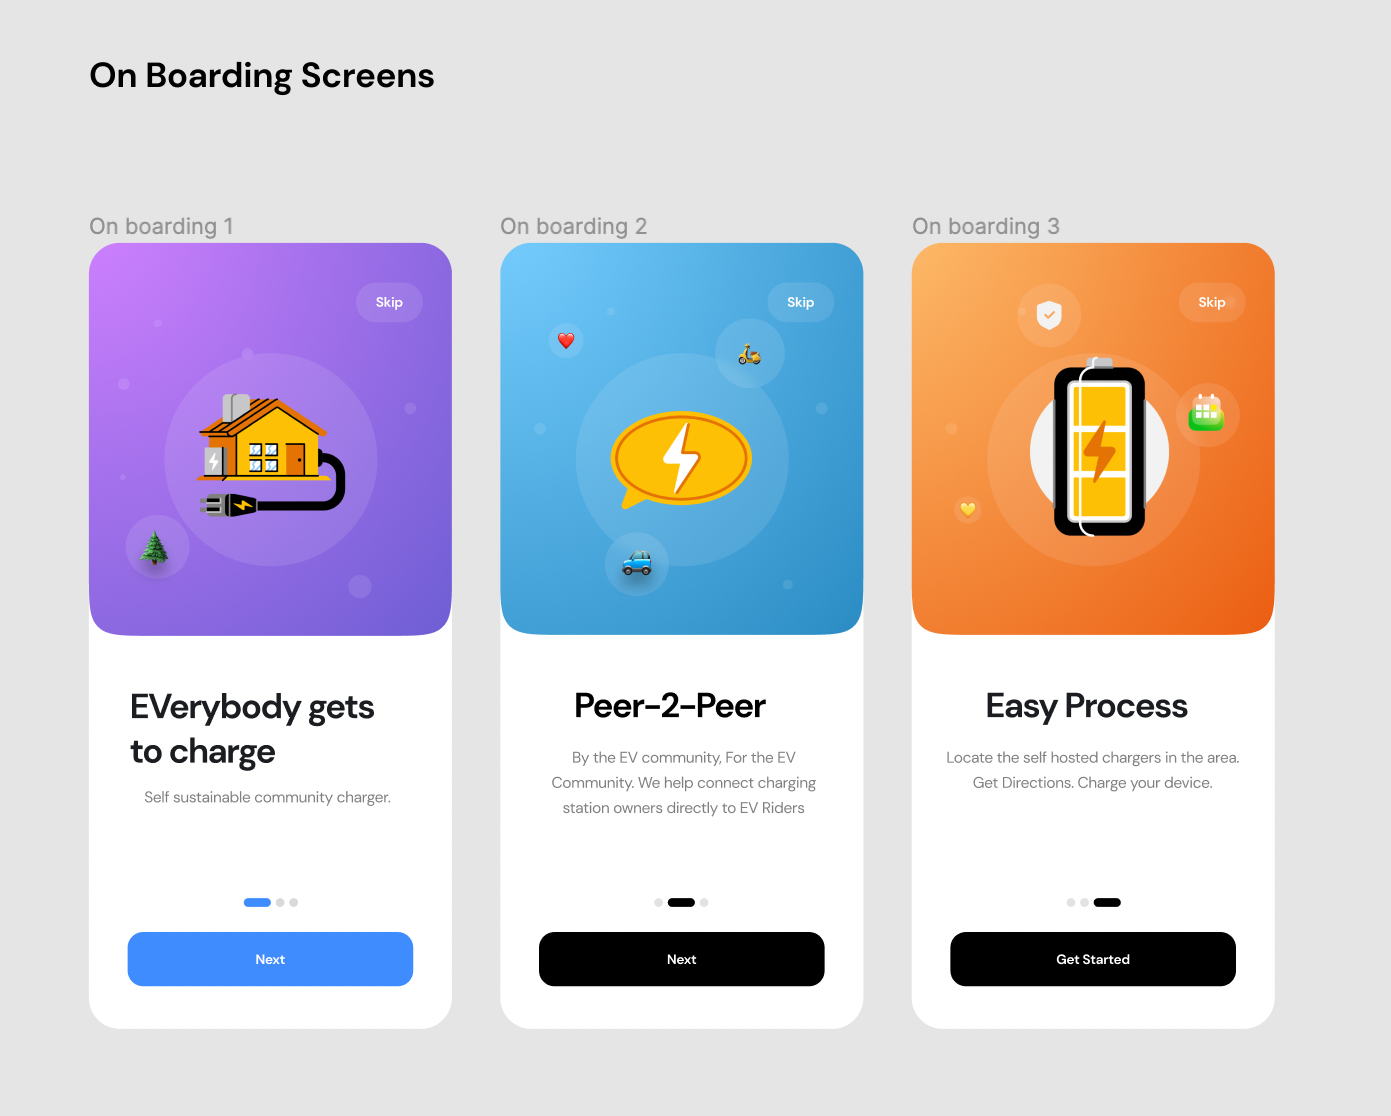 On Boarding Screens
On boarding 1
On boarding 2
On boarding 3
Skip
Skip
Skip
EVerybody gets
to charge
Self sustainable community charger.
Next
Peer-2-Peer
By the EV community, For the EV
Community. We help connect charging
station owners directly to EV Riders
Next
Easy Process
Locate the self hosted chargers in the area.
Get Directions. Charge your device.
Get Started